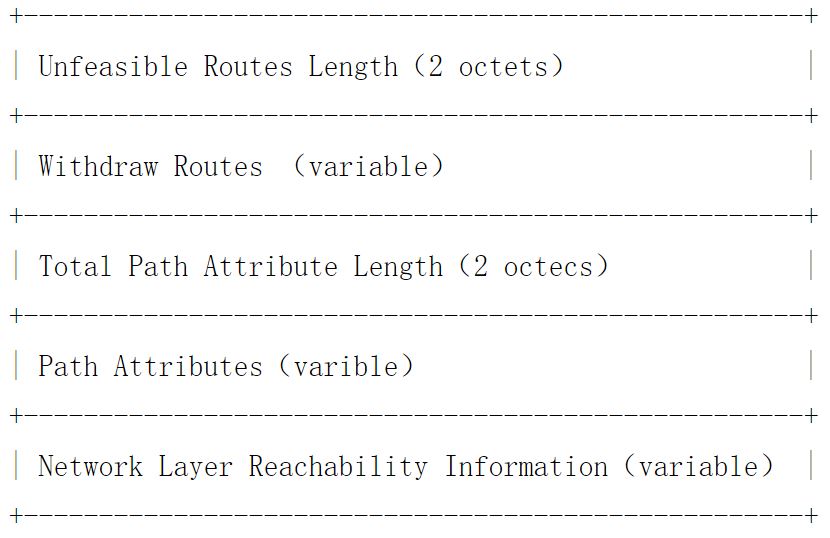 +-----------------------------------------------------+
| Unfeasible Routes Length（2 octets） |
+-----------------------------------------------------+
| Withdraw Routes （variable） |
+-----------------------------------------------------+
| Total Path Attribute Length（2 octecs） |
+-----------------------------------------------------+
| Path Attributes（varible） |
+-----------------------------------------------------+
| Network Layer Reachability Information（variable） |
+-----------------------------------------------------+